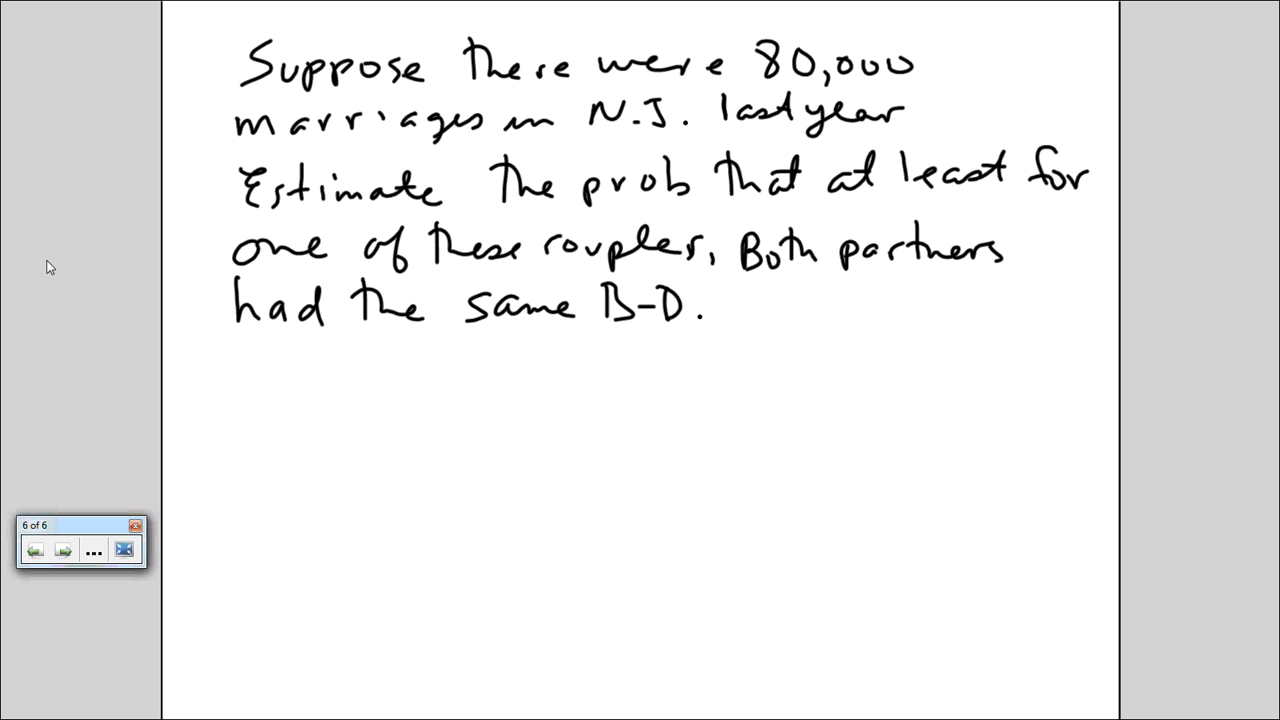 Suppose there were 80,000
marriages in N.J. last year
Estimate the prob that at least for
one of these couples, Both partners
had the same B-D.
6 of 6